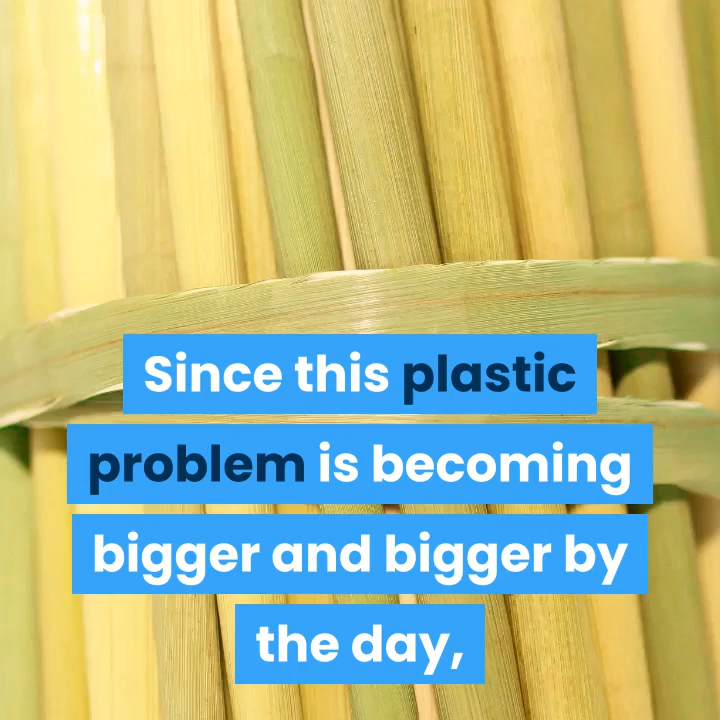 Since this plastic
problem is becoming
bigger and bigger by
the day,